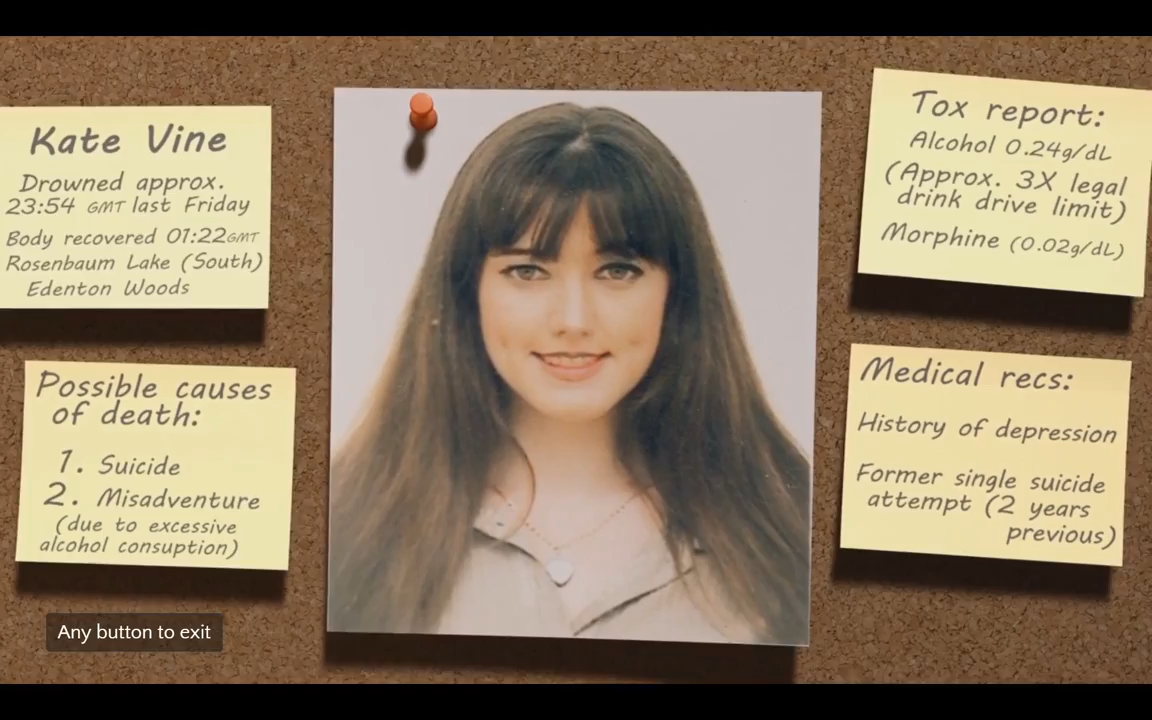 Kate Vine
Drowned approx.
23:54 GMT last Friday
Body recovered 01:22GMT
Rosenbaum Lake (South)
Edenton Woods
Possible causes
of death:
1. Suicide
2. Misadventure
(due to excessive
alcohol consuption)
Tox report:
Alcohol 0.24g/dL
(Approx. 3X legal
drink drive limit)
Morphine (0.02g/dL)
Medical recs:
History of depression
Former single suicide
attempt (2 years
previous)
Any button to exit